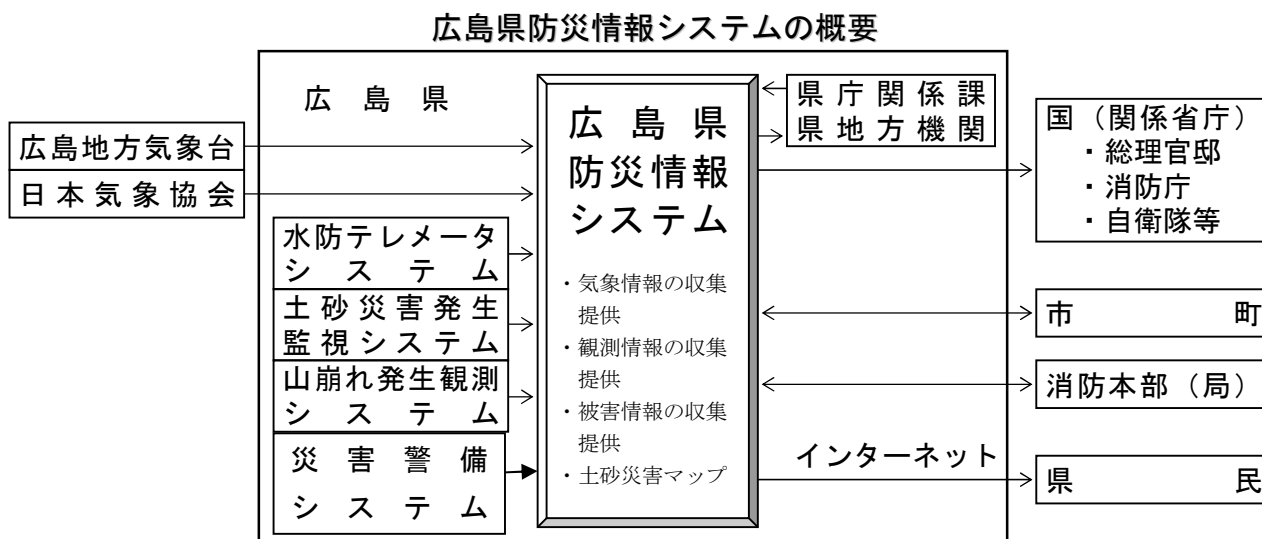 広島県防災情報システムの概要
広島県
広島地方気象台
日本気象協会
水防テレメータ
システム
土砂災害発生
監視システム
山崩れ発生観測
システム
災害警備
システム
広島県
防災情報
システム
・気象情報の収集
提供
・観測情報の収集
提供
・被害情報の収集
提供
・土砂災害マップ
県庁関係課
県地方機関
国（関係省庁）
・総理官邸
・消防庁
・自衛隊等
市町
消防本部（局）
インターネット
県民